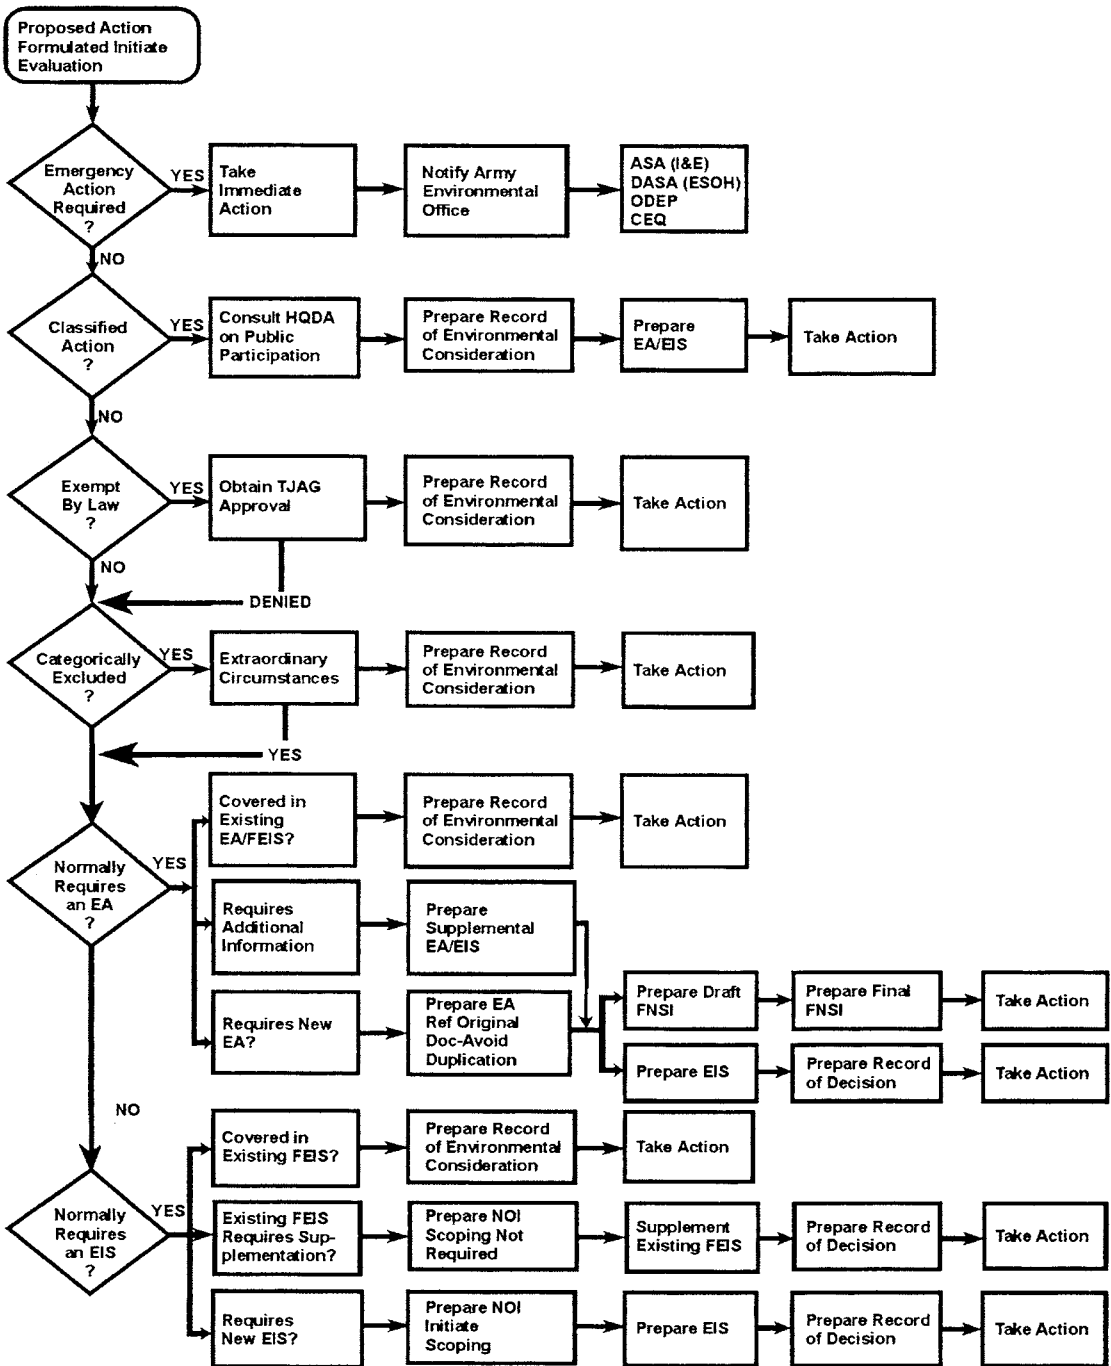 Proposed Action
Formulated Initiate
Evaluation
Emergency
Action
Required
?
YES
Take
Immediate
Action
Notify Army
Environmental
Office
ASA (I&E)
DASA (ESOH)
ODEP
CEQ
NO
Classified
Action
?
YES
Consult HQDA
on Public
Participation
Prepare Record
of Environmental
Consideration
Prepare
EA/EIS
Take Action
NO
Exempt
By Law
?
YES
Obtain TJAG
Approval
Prepare Record
of Environmental
Consideration
Take Action
NO
DENIED
Categorically
Excluded
?
YES
Extraordinary
Circumstances
Prepare Record
of Environmental
Consideration
Take Action
YES
Normally
Requires
an EA
?
YES
Covered in
Existing
EA/FEIS?
Prepare Record
of Environmental
Consideration
Take Action
Requires
Additional
Information
Prepare
Supplemental
EA/EIS
Requires New
EA?
Prepare EA
Ref Original
Doc-Avoid
Duplication
Prepare Draft
FNSI
Prepare Final
FNSI
Take Action
Prepare EIS
Prepare Record
of Decision
Take Action
NO
Normally
Requires
an EIS
?
YES
Covered in
Existing FEIS?
Prepare Record
of Environmental
Consideration
Take Action
Existing FEIS
Requires Sup-
plementation?
Prepare NOI
Scoping Not
Required
Supplement
Existing FEIS
Prepare Record
of Decision
Take Action
Requires
New EIS?
Prepare NOI
Initiate
Scoping
Prepare EIS
Prepare Record
of Decision
Take Action